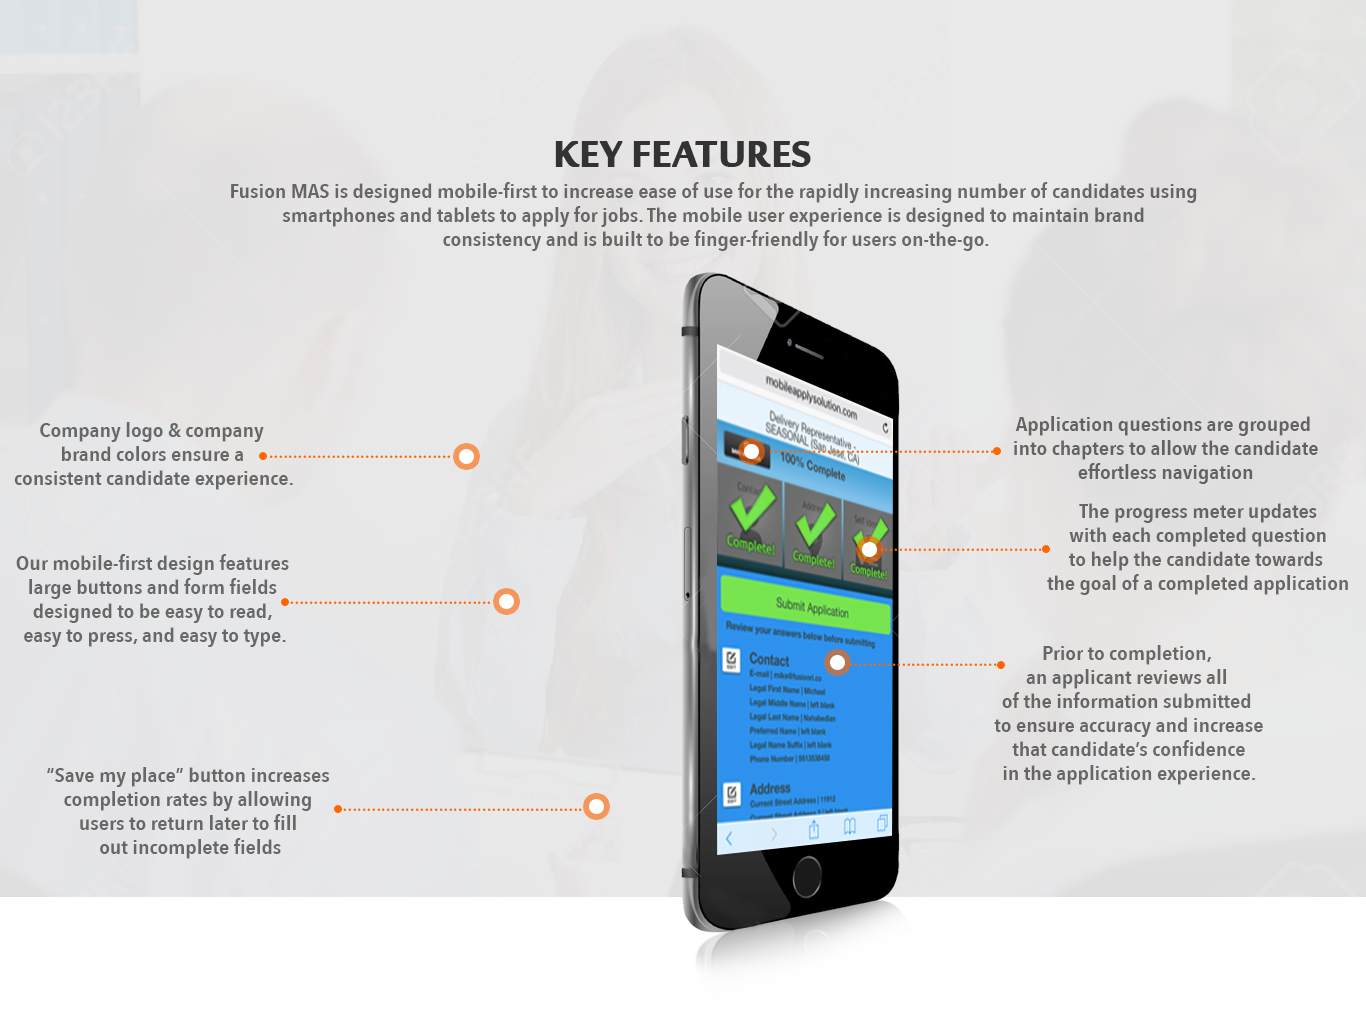 KEY FEATURES
Fusion MAS is designed mobile-first to increase ease of use for the rapidly increasing number of candidates using
smartphones and tablets to apply for jobs. The mobile user experience is designed to maintain brand
consistency and is built to be finger-friendly for users on-the-go.
Company logo & company
brand colors ensure a
consistent candidate experience.
Our mobile-first design features
large buttons and form fields
designed to be easy to read,
easy to press, and easy to type.
“Save my place” button increases
completion rates by allowing
users to return later to fill
out incomplete fields
mobileapplysolution.com
Delivery Representative -
SEASONAL (San Jose, CA)
100% Complete
Complete!
Complete!
Complete!
Submit Application
Review your answers below before submitting
EDIT
Contact
E-mail | mike@fusionrl.co
Legal First Name | Michael
Legal Middle Name | left blank
Legal Last Name | Nahabedian
Preferred Name | left blank
Legal Name Suffix | left blank
Phone Number | 5613538458
EDIT
Address
Current Street Address | 11912
Application questions are grouped
into chapters to allow the candidate
effortless navigation
The progress meter updates
with each completed question
to help the candidate towards
the goal of a completed application
Prior to completion,
an applicant reviews all
of the information submitted
to ensure accuracy and increase
that candidate’s confidence
in the application experience.